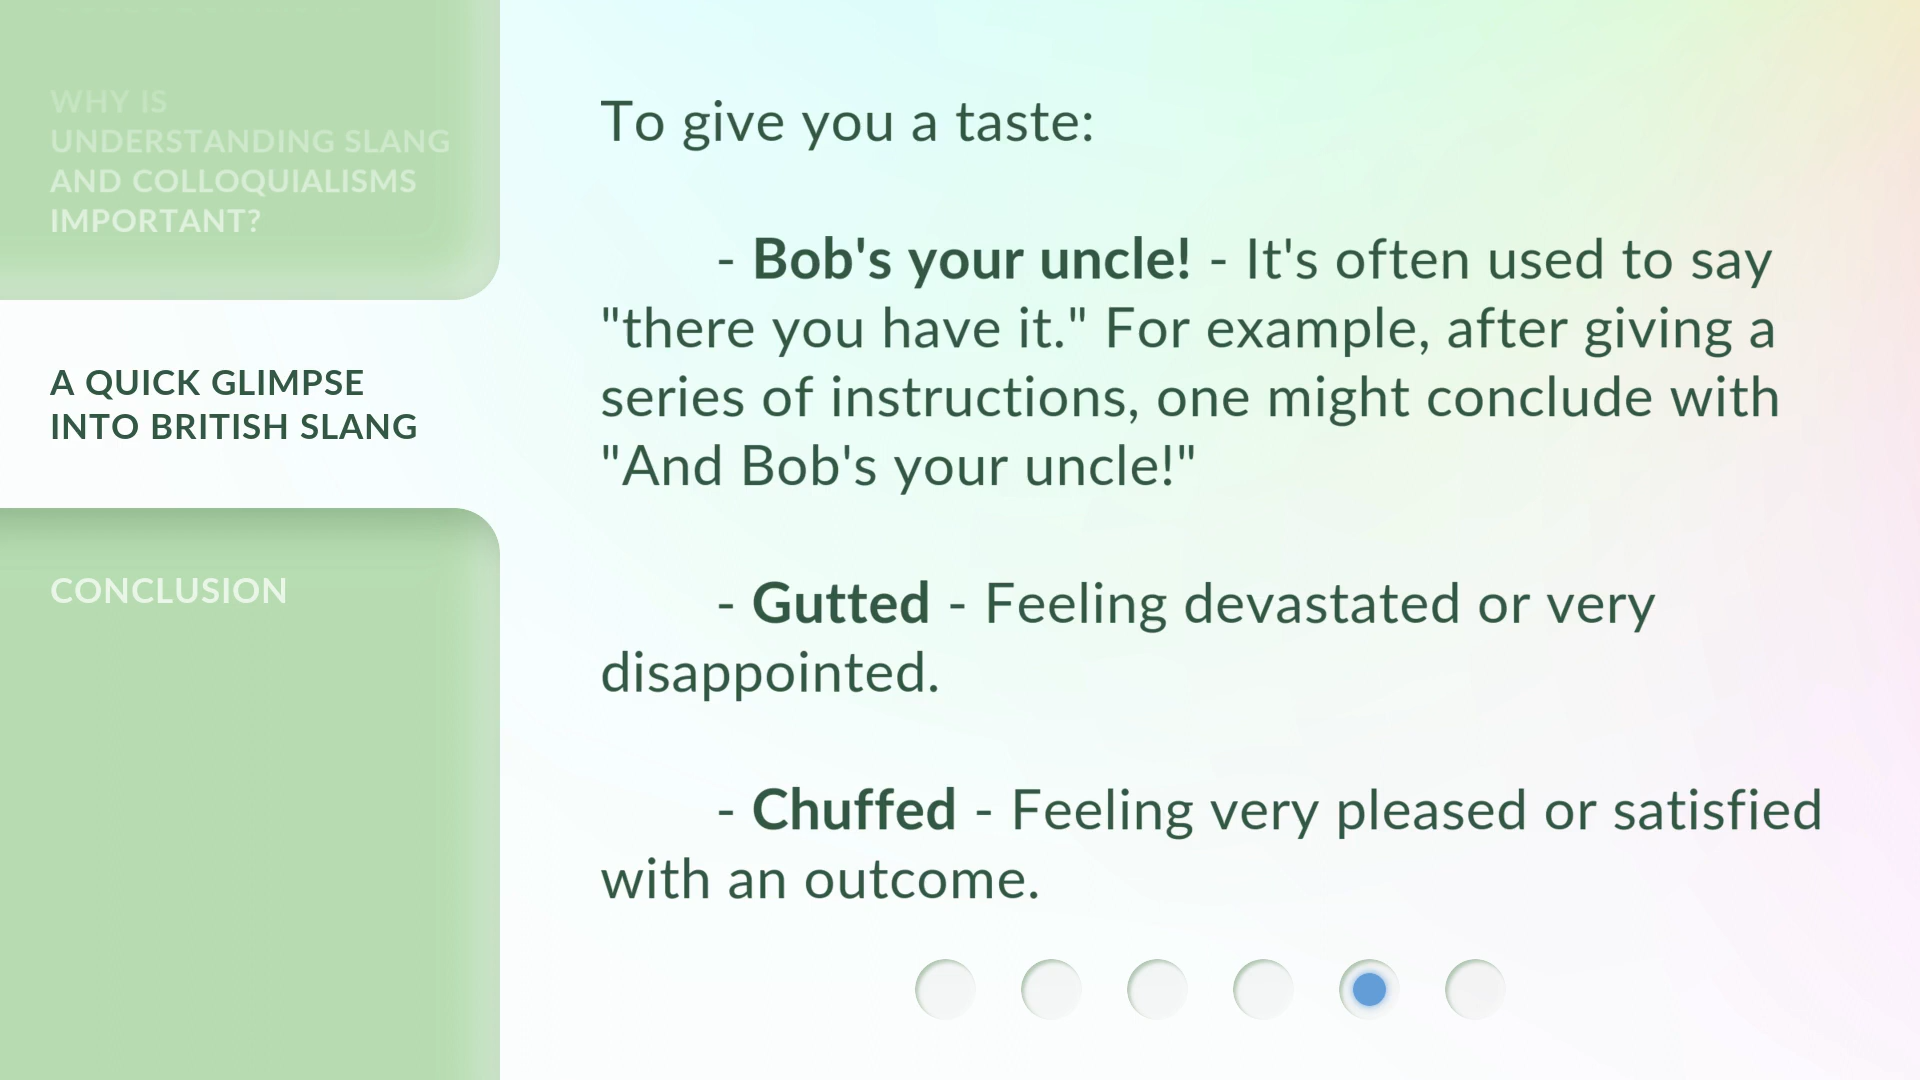 WHY IS
UNDERSTANDING SLANG
AND COLLOQUIALISMS
IMPORTANT?
A QUICK GLIMPSE
INTO BRITISH SLANG
CONCLUSION
To give you a taste:
- Bob's your uncle! - It's often used to say
"there you have it." For example, after giving a
series of instructions, one might conclude with
"And Bob's your uncle!"
- Gutted - Feeling devastated or very
disappointed.
- Chuffed - Feeling very pleased or satisfied
with an outcome.